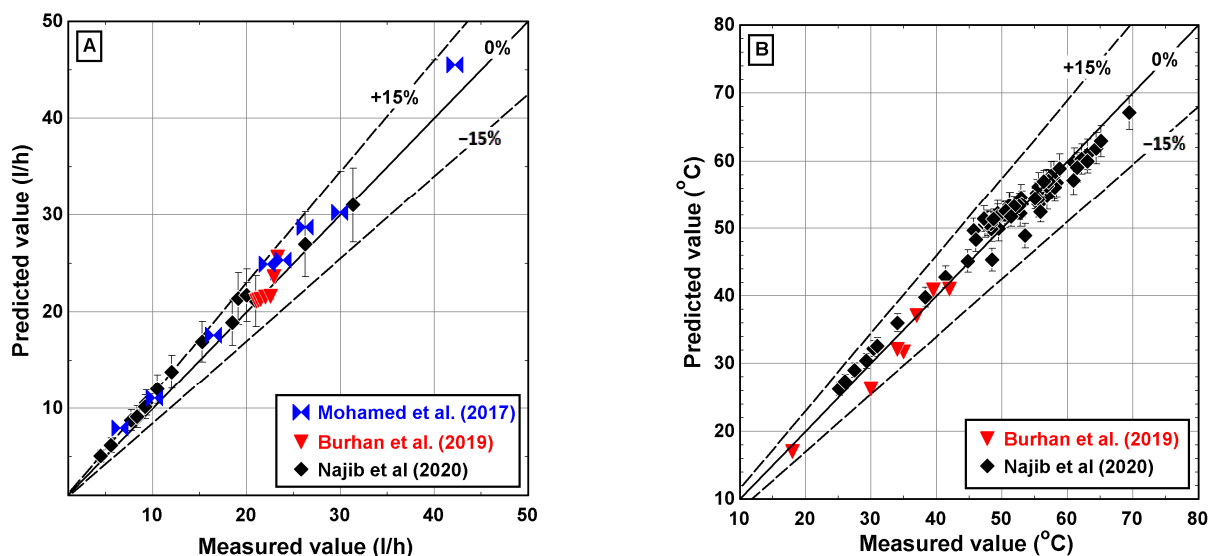 A
50
40
30
20
10
10
20
30
40
50
0%
+15%
−15%
Predicted value (l/h)
Measured value (l/h)
Mohamed et al. (2017)
Burhan et al. (2019)
Najib et al (2020)
B
80
70
60
50
40
30
20
10
10
20
30
40
50
60
70
80
+15%
0%
−15%
Predicted value (°C)
Measured value (°C)
Burhan et al. (2019)
Najib et al (2020)